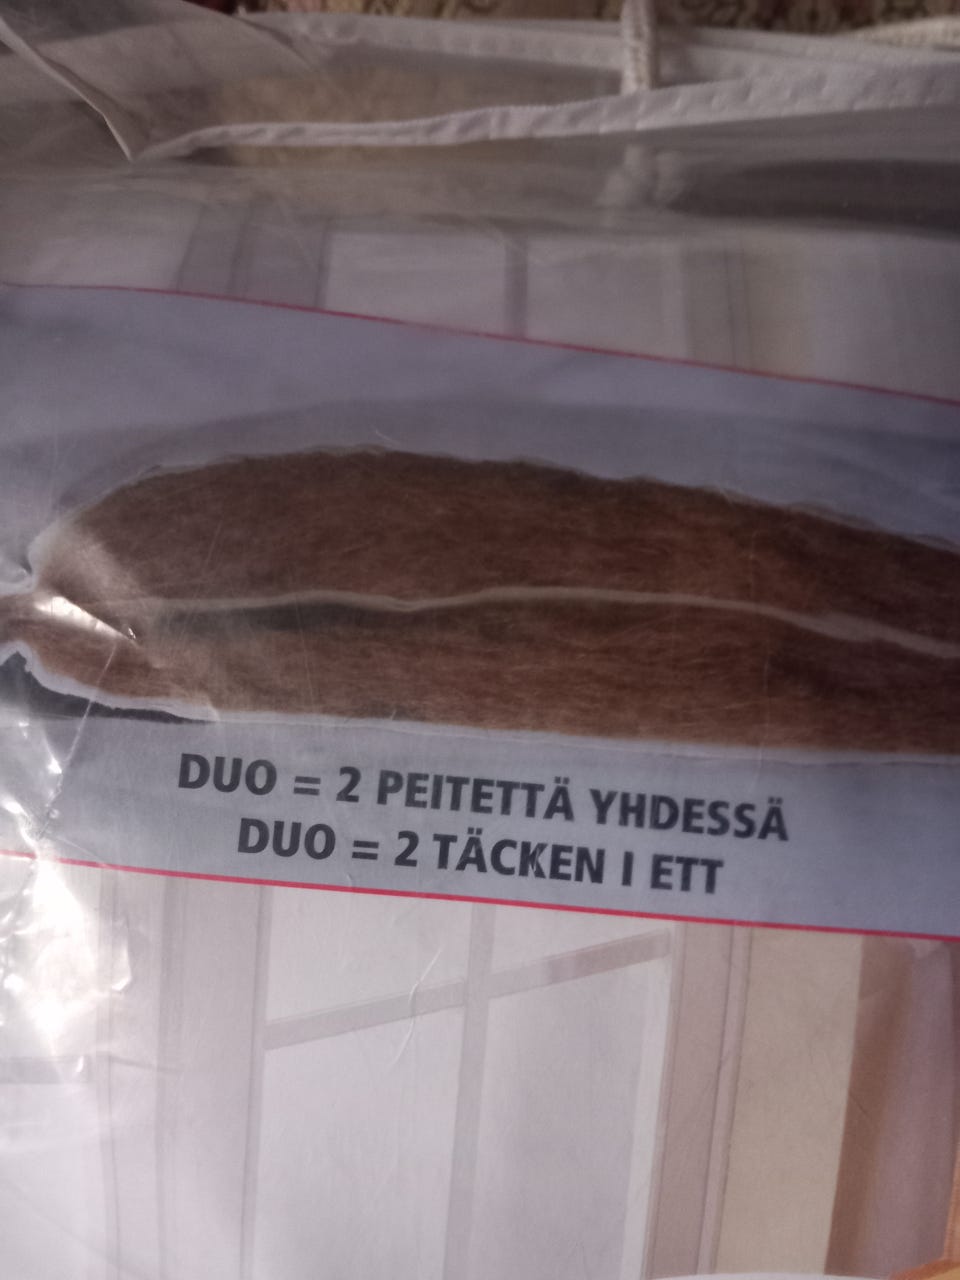 DUO = 2 PEITETTÄ YHDESSÄ
DUO = 2 TÄCKEN I ETT